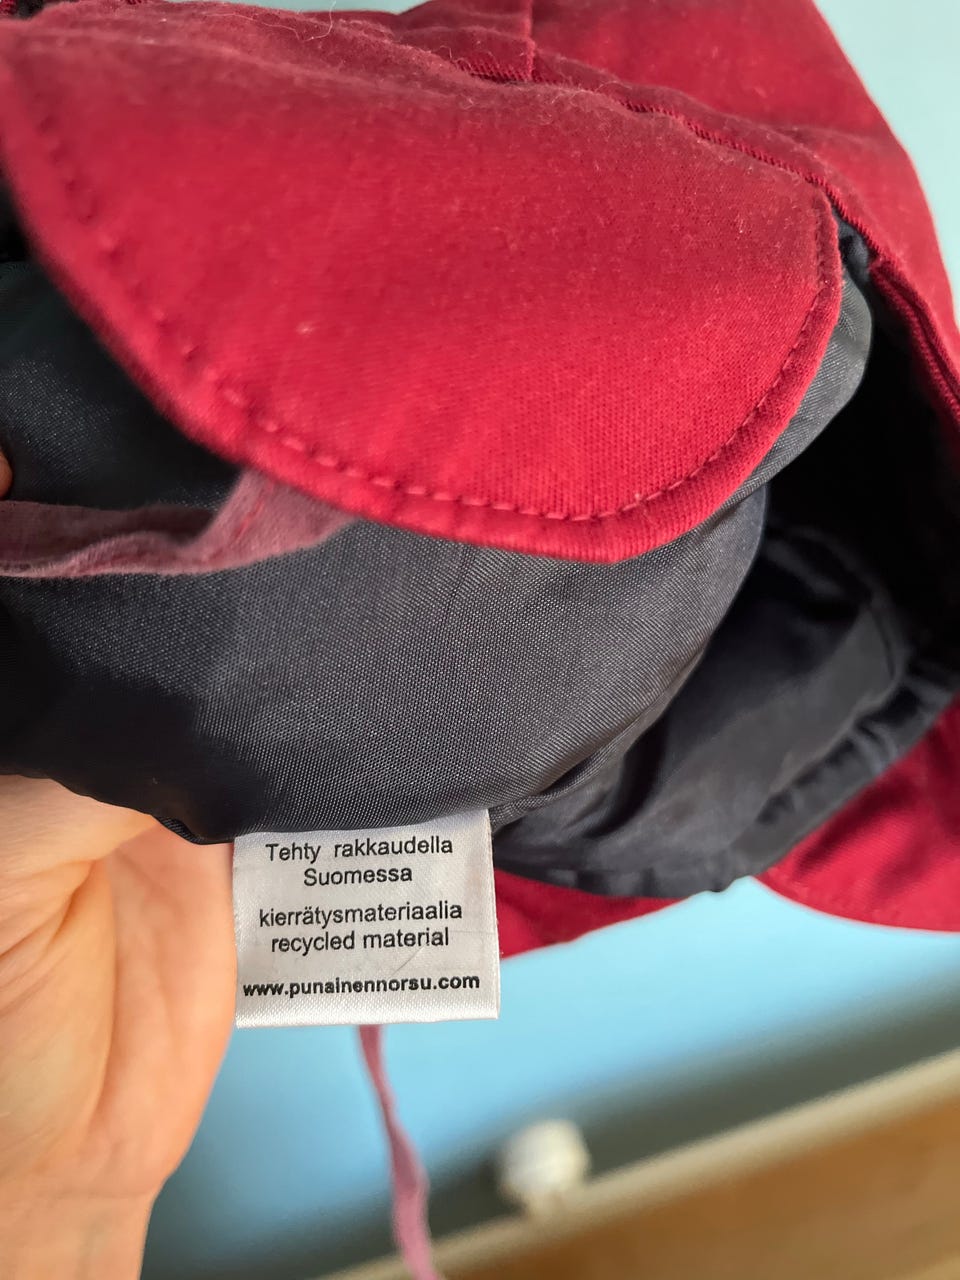 Tehty rakkaudella
Suomessa
kierrätysmateriaalia
recycled material
www.punainennorsu.com